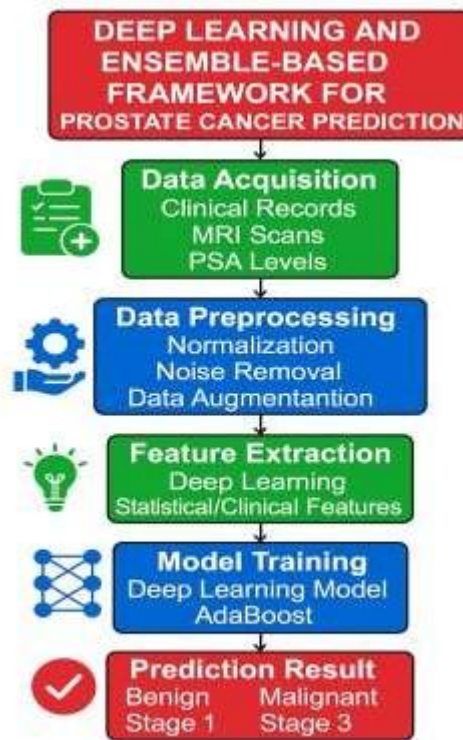 DEEP LEARNING AND
ENSEMBLE-BASED
FRAMEWORK FOR
PROSTATE CANCER PREDICTION
Data Acquisition
Clinical Records
MRI Scans
PSA Levels
Data Preprocessing
Normalization
Noise Removal
Data Augmentantion
Feature Extraction
Deep Learning
Statistical/Clinical Features
Model Training
Deep Learning Model
AdaBoost
Prediction Result
Benign Malignant
Stage 1 Stage 3